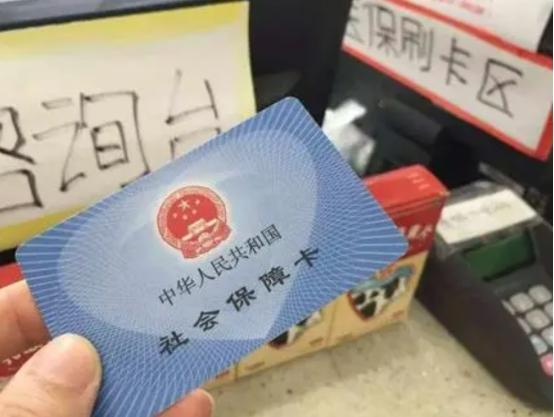 咨询台
医保刷卡区
中华人民共和国
社会保障卡